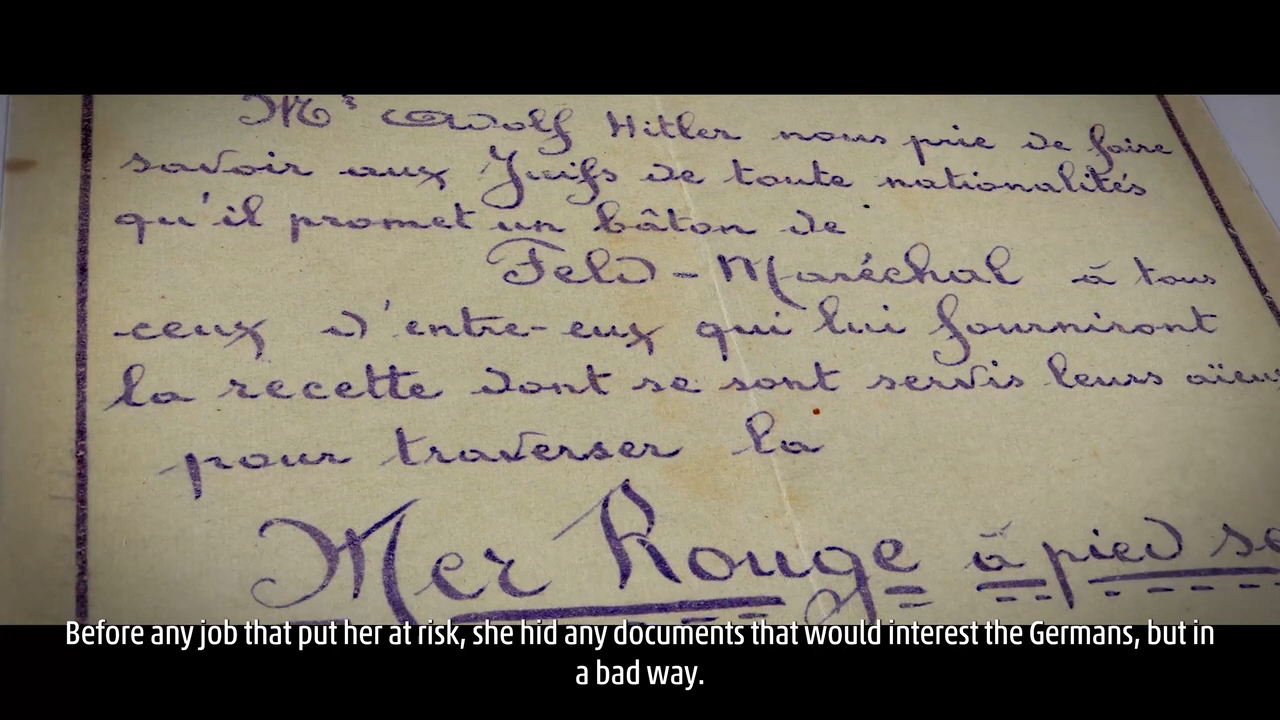 Mr Adolf Hitler nous prie de faire
savoir aux Juifs de toute nationalités
qu'il promet un bâton de
Feld-Maréchal à tous
ceux d'entre-eux qui lui fourniront
la recette dont se sont servis leurs aïeu
pour traverser la
Mer Rouge à pied se
Before any job that put her at risk, she hid any documents that would interest the Germans, but in
a bad way.